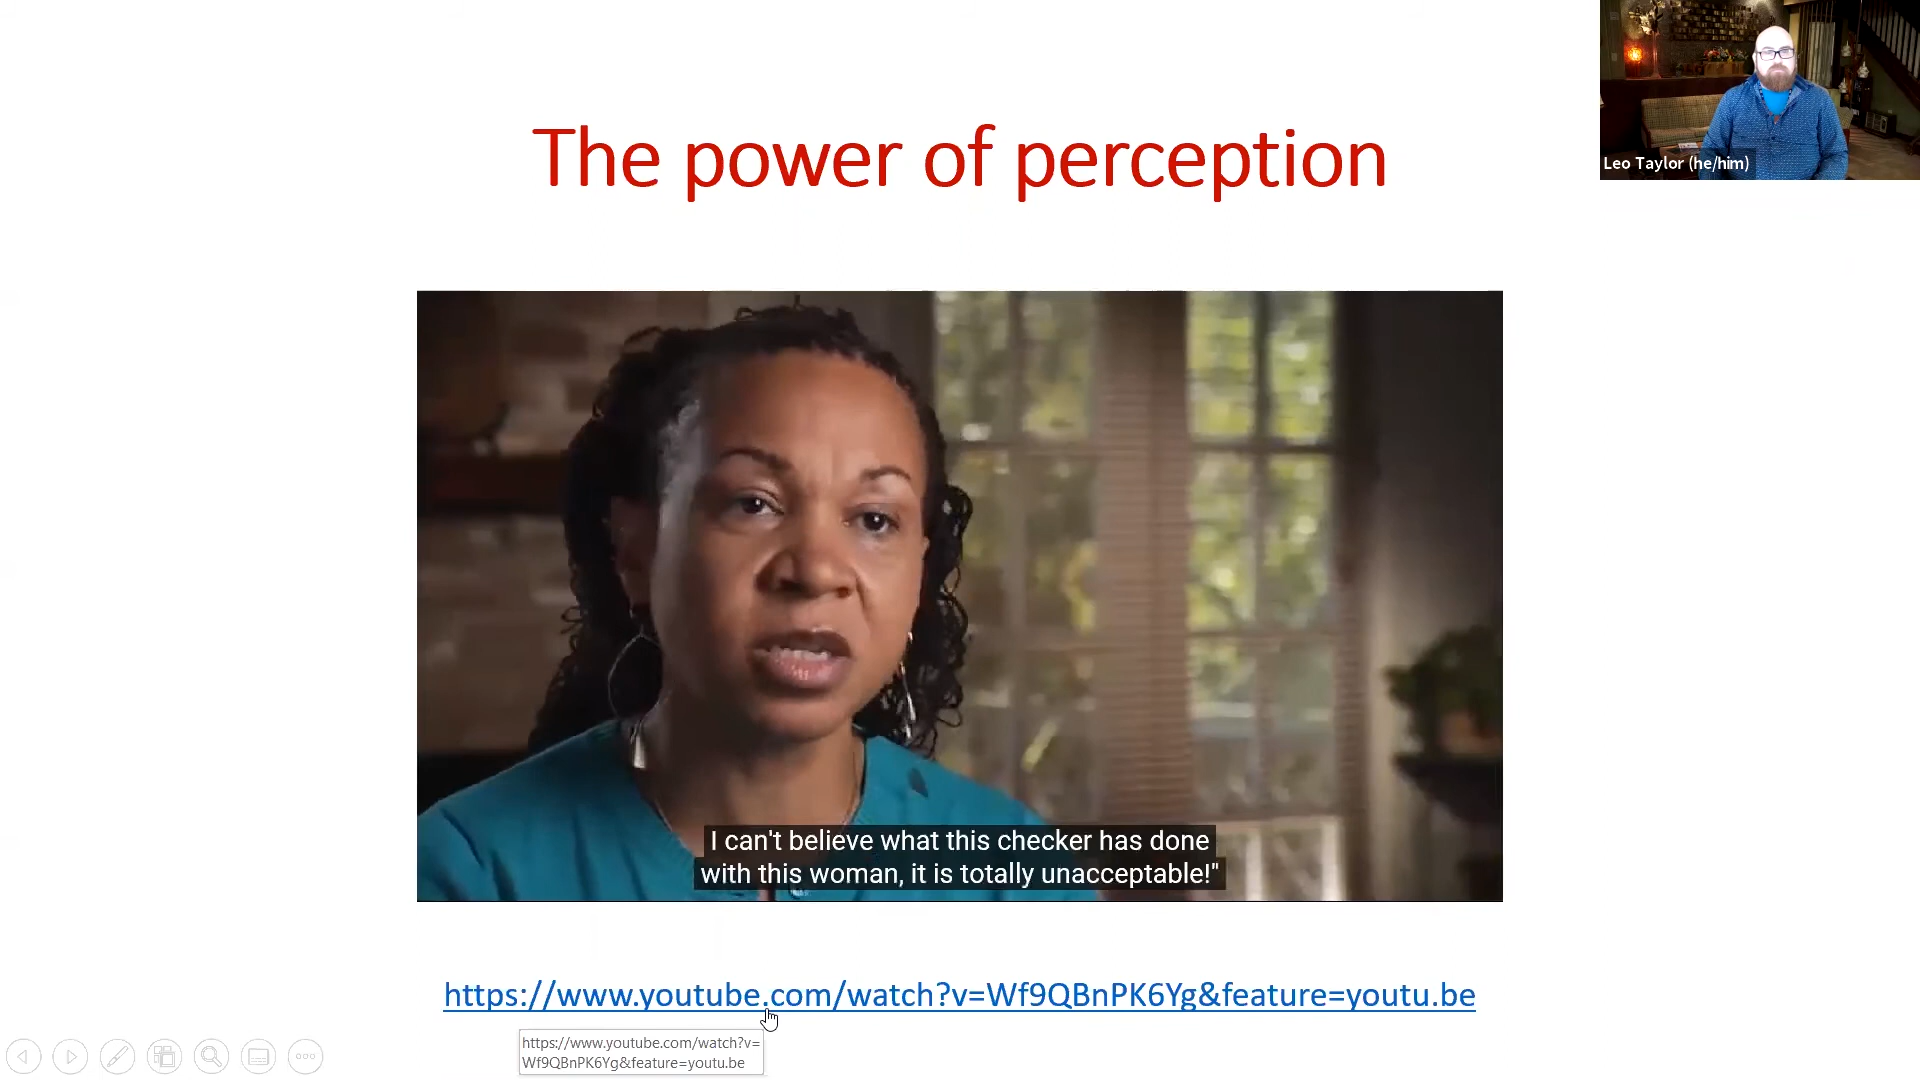 The power of perception
Leo Taylor (he/him)
I can't believe what this checker has done
with this woman, it is totally unacceptable!"
https://www.youtube.com/watch?v=Wf9QBnPK6Yg&feature=youtu.be
https://www.youtube.com/watch?v=
Wf9QBnPK6Yg&feature=youtu.be